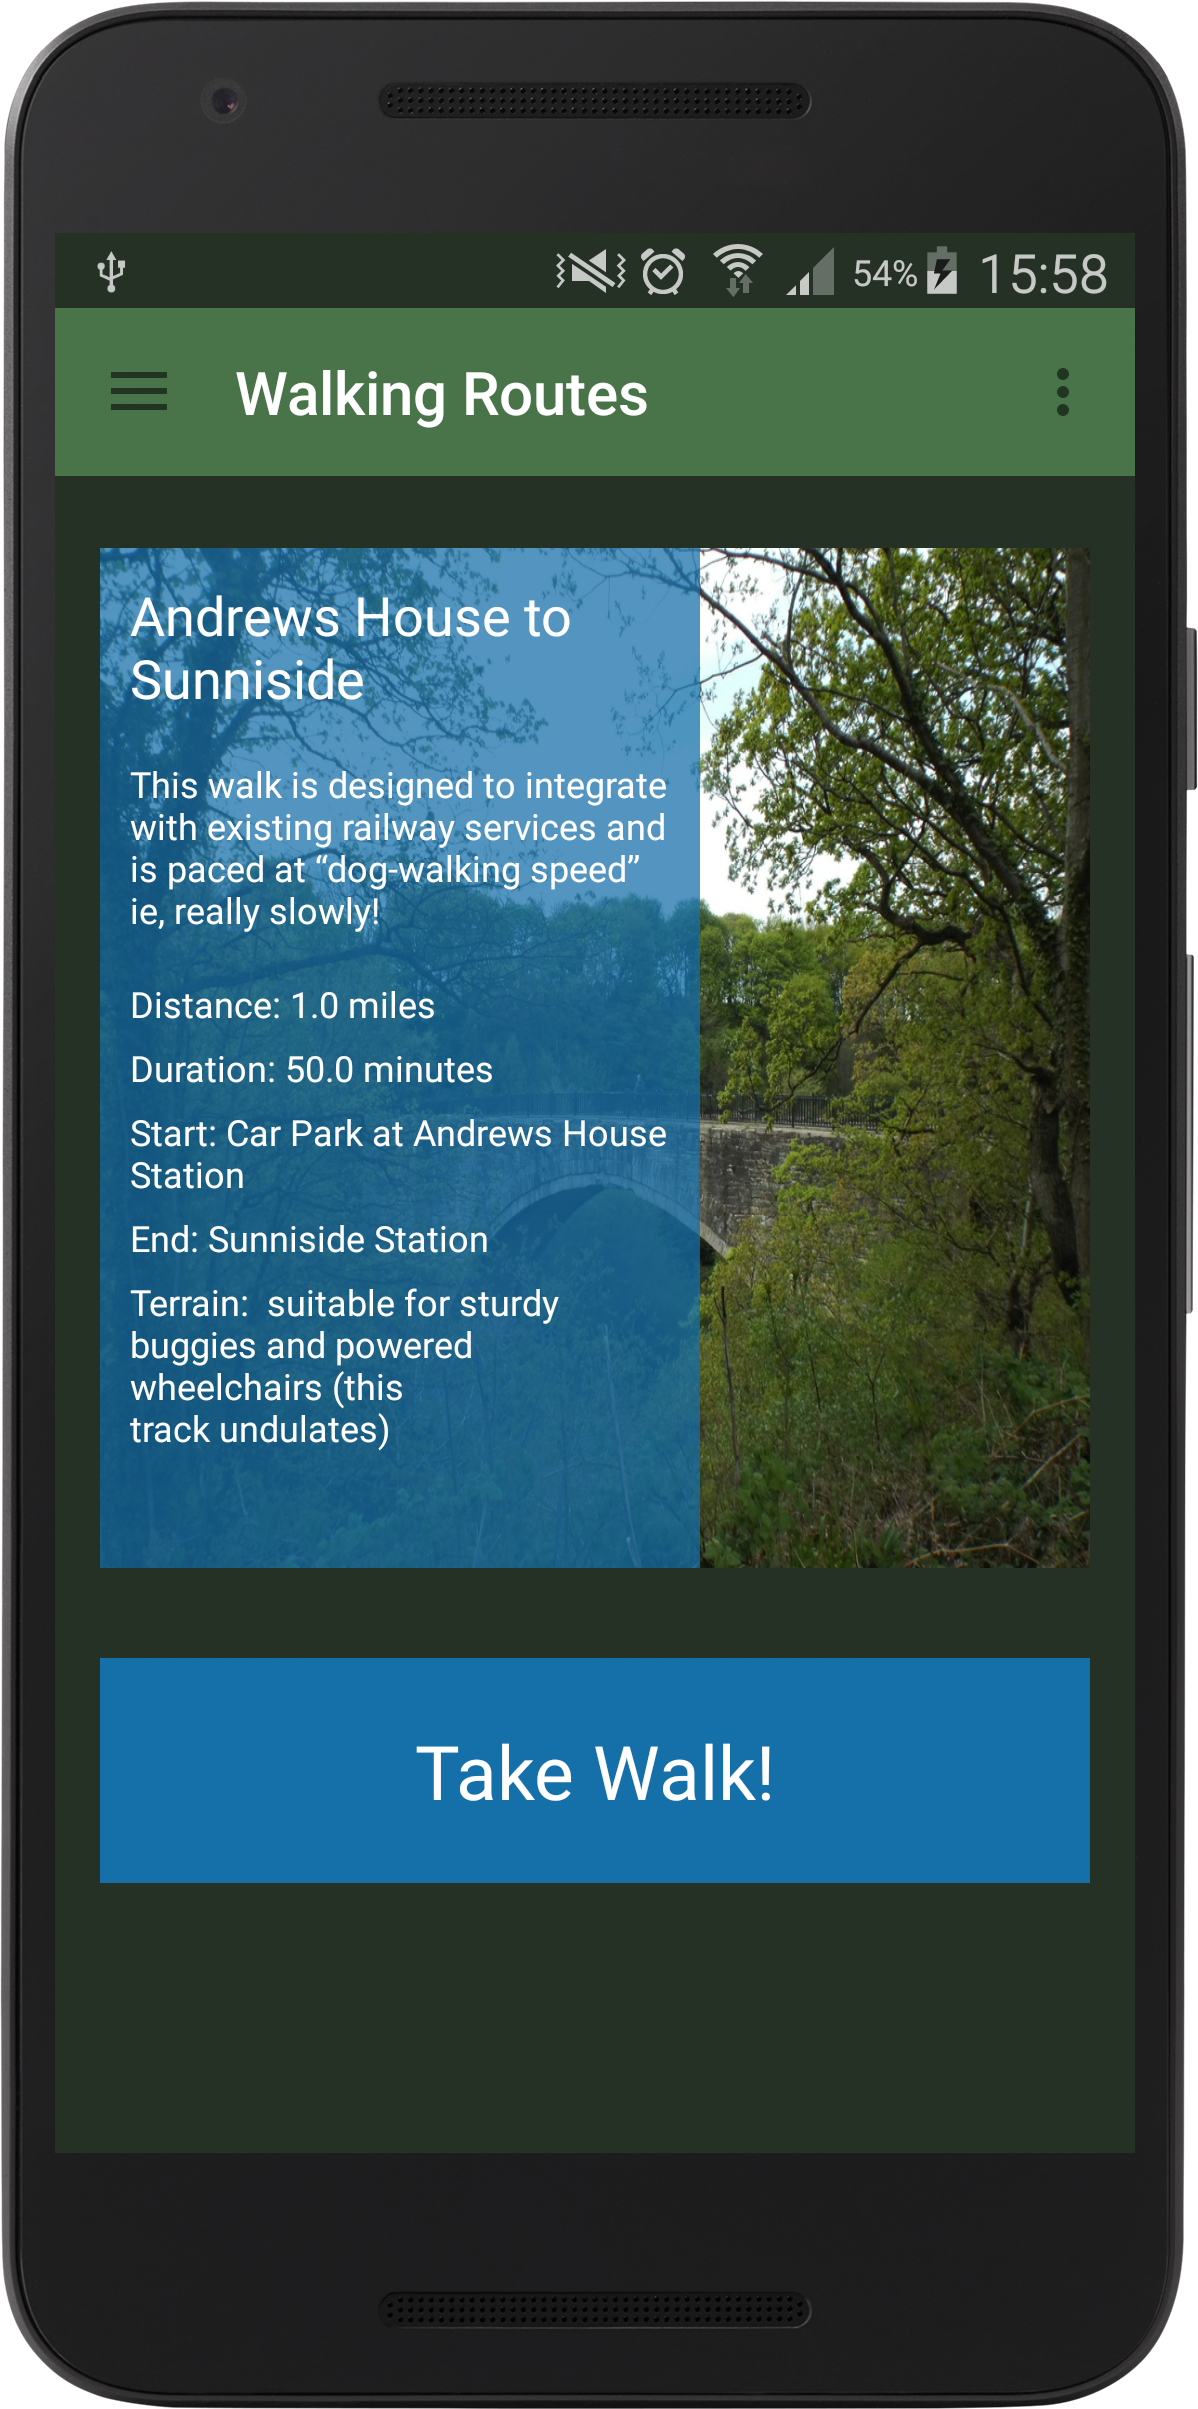 54% 15:58
Walking Routes
Andrews House to
Sunniside
This walk is designed to integrate
with existing railway services and
is paced at “dog-walking speed”
ie, really slowly!
Distance: 1.0 miles
Duration: 50.0 minutes
Start: Car Park at Andrews House
Station
End: Sunniside Station
Terrain:  suitable for sturdy
buggies and powered
wheelchairs (this
track undulates)
Take Walk!